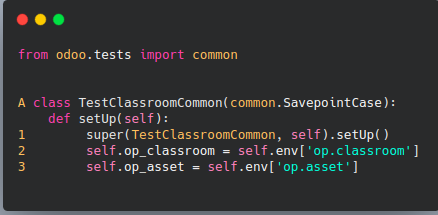 from odoo.tests import common
A class TestClassroomCommon(common.SavepointCase):
def setUp(self):
1 super(TestClassroomCommon, self).setUp()
2 self.op_classroom = self.env['op.classroom']
3 self.op_asset = self.env['op.asset']